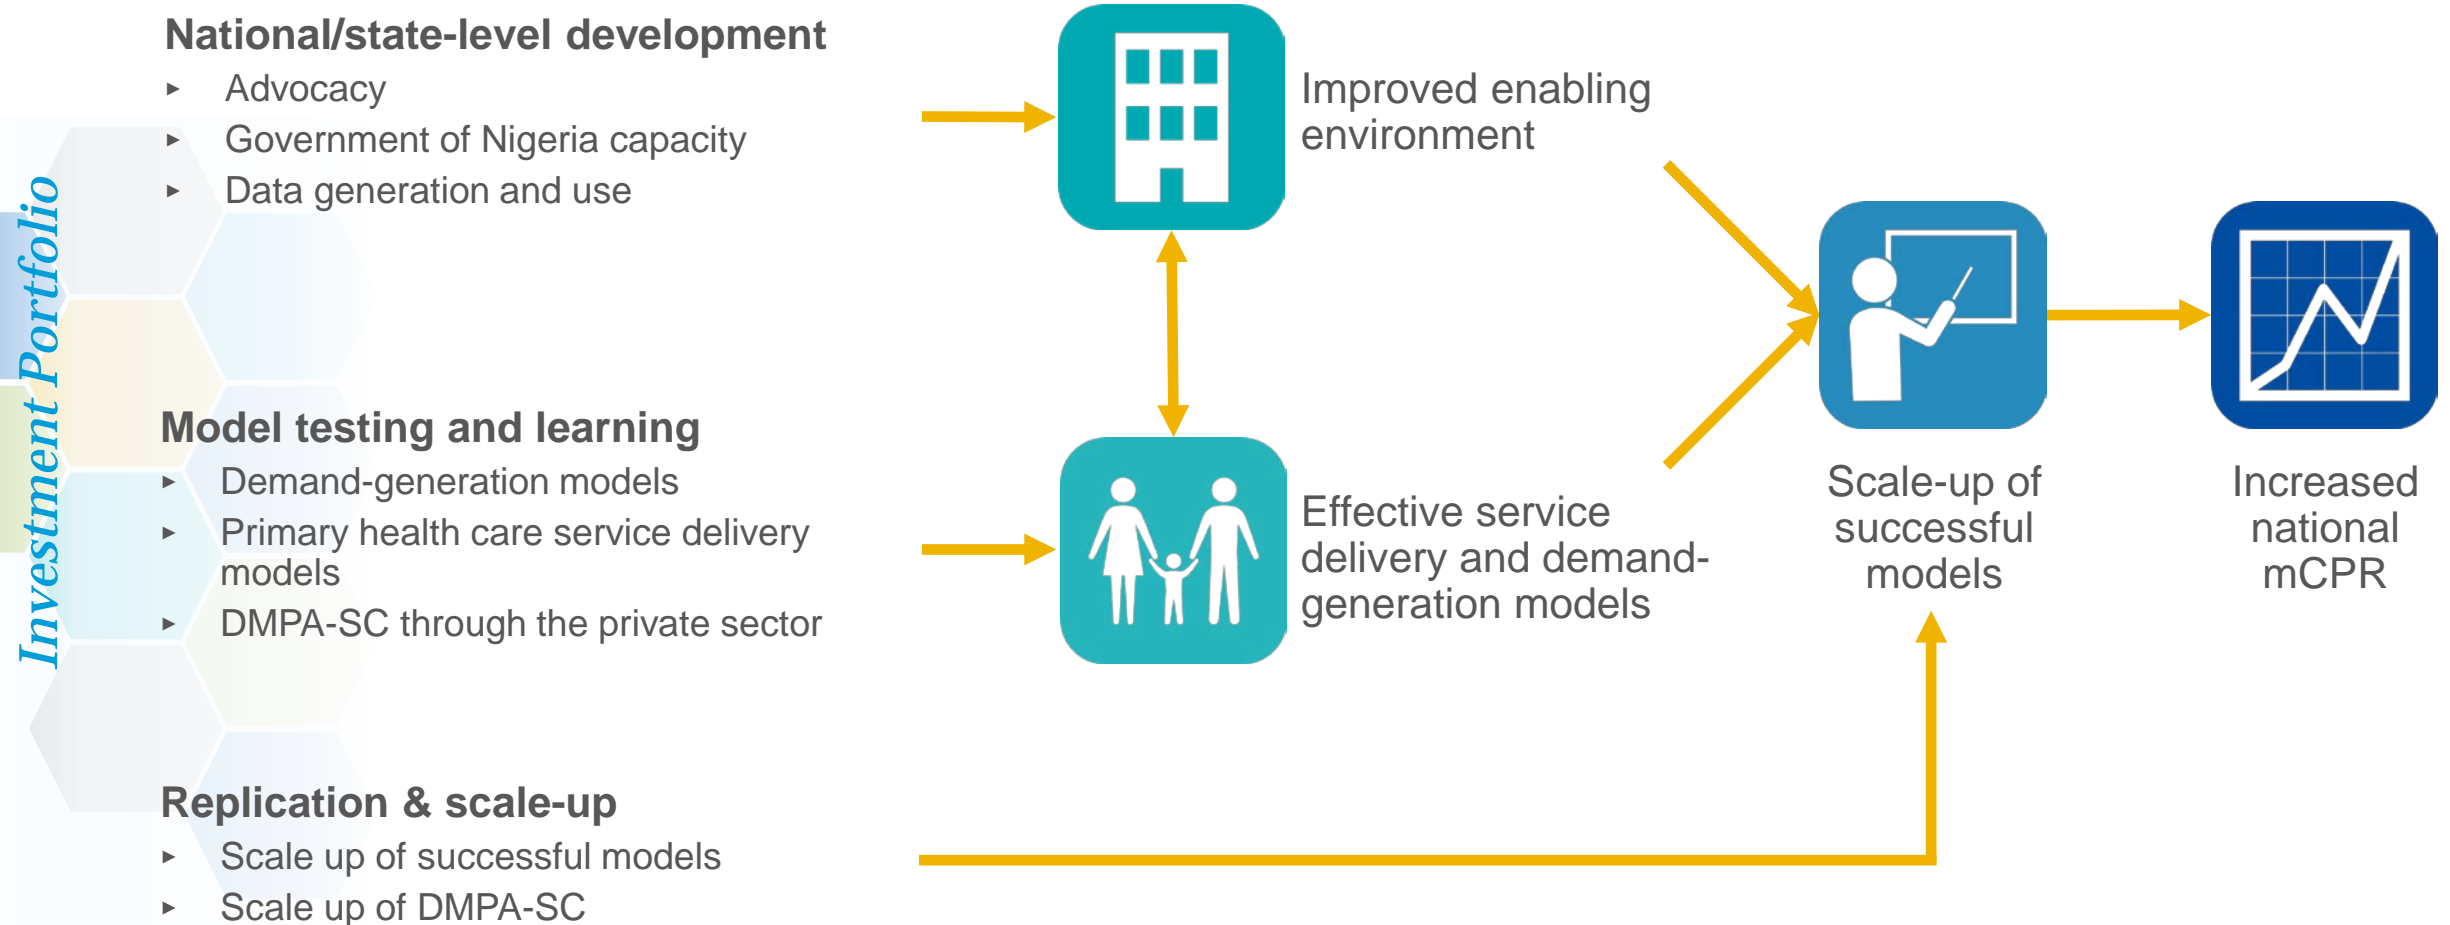 Investment Portfolio
National/state-level development
► Advocacy
► Government of Nigeria capacity
► Data generation and use
Model testing and learning
► Demand-generation models
► Primary health care service delivery
models
► DMPA-SC through the private sector
Replication & scale-up
► Scale up of successful models
► Scale up of DMPA-SC
Improved enabling
environment
Effective service
delivery and demand-
generation models
Scale-up of
successful
models
Increased
national
mCPR